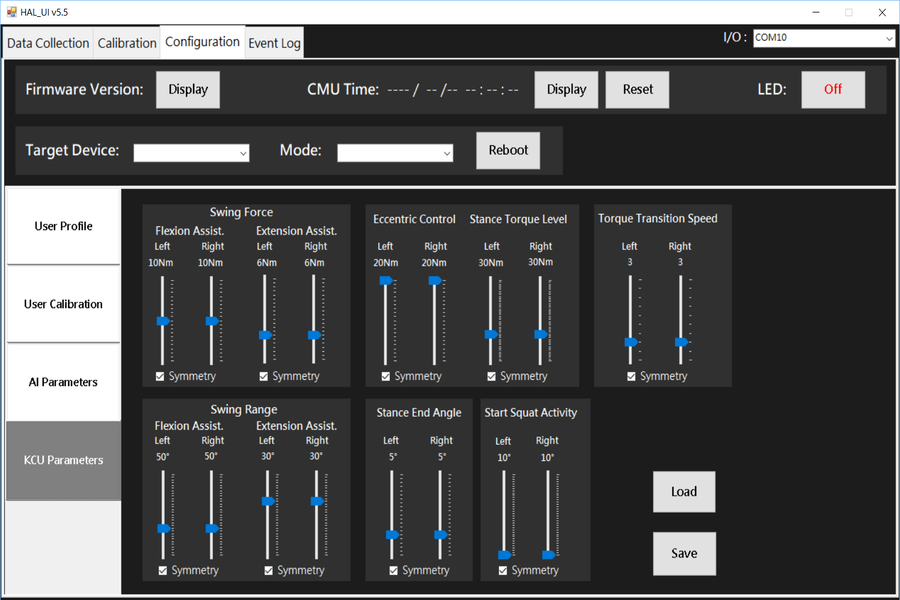 HAL_UI v5.5
Data Collection Calibration Configuration Event Log I/O : COM10
Firmware Version: Display CMU Time: ---- / -- /-- -- : -- : -- Display Reset LED: Off
Target Device: Mode: Reboot
User Profile
User Calibration
AI Parameters
KCU Parameters
Swing Force
Flexion Assist. Extension Assist.
Left Right Left Right
10Nm 10Nm 6Nm 6Nm
Symmetry Symmetry
Eccentric Control Stance Torque Level
Left Right Left Right
20Nm 20Nm 30Nm 30Nm
Symmetry Symmetry
Torque Transition Speed
Left Right
3 3
Symmetry
Swing Range
Flexion Assist. Extension Assist.
Left Right Left Right
50° 50° 30° 30°
Symmetry Symmetry
Stance End Angle
Left Right
5° 5°
Symmetry
Start Squat Activity
Left Right
10° 10°
Symmetry
Load
Save